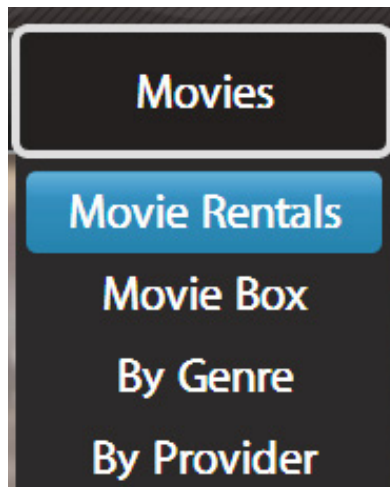 Movies
Movie Rentals
Movie Box
By Genre
By Provider